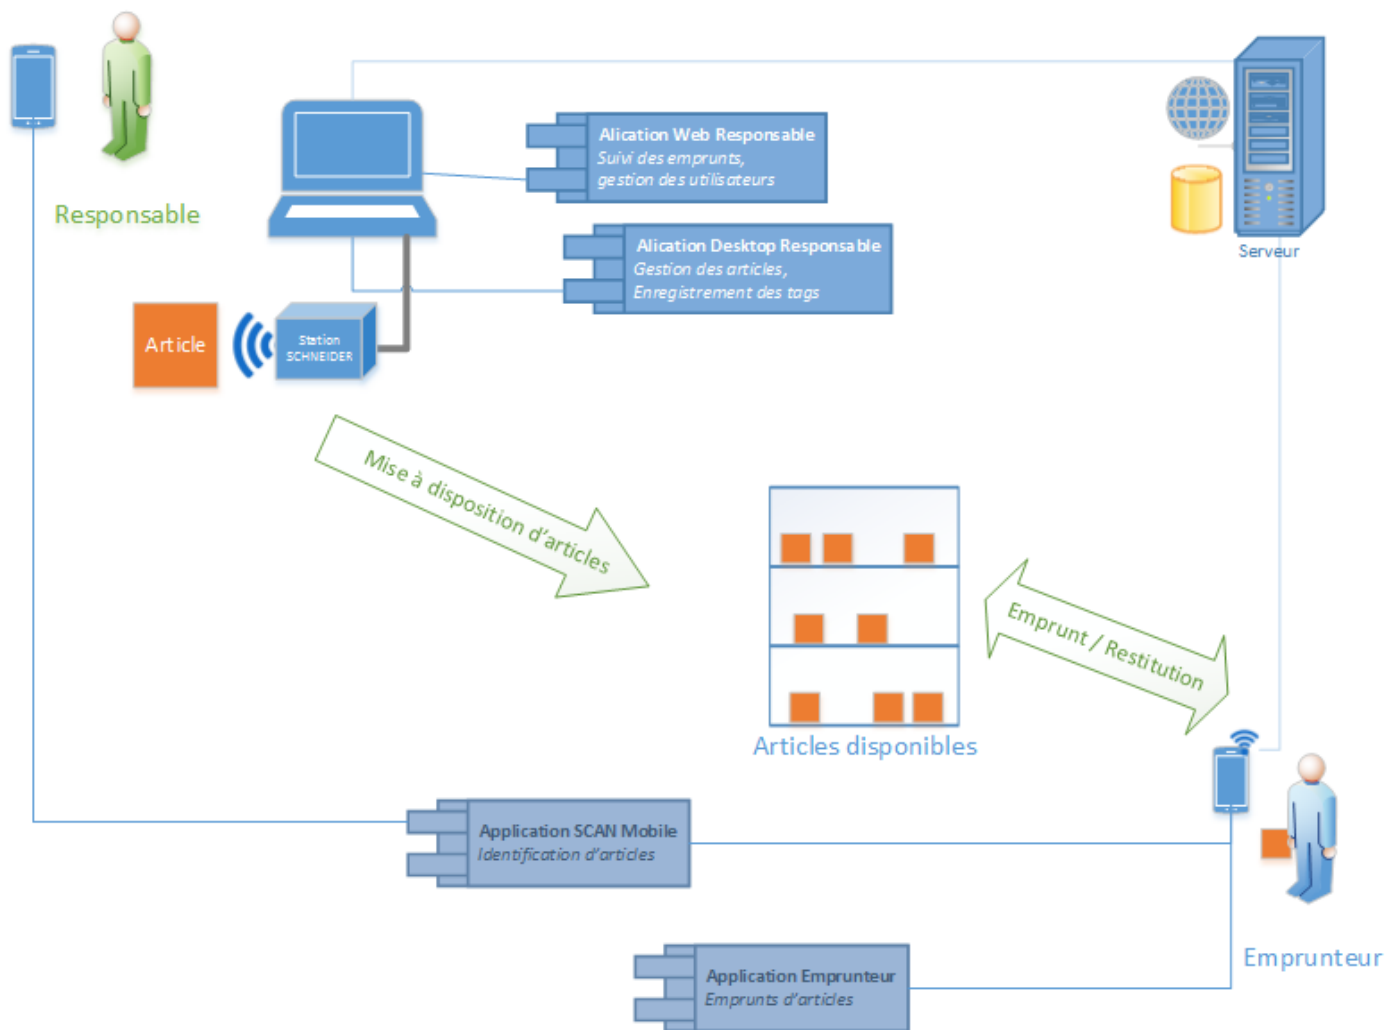 Responsable
Alication Web Responsable
Suivi des emprunts,
gestion des utilisateurs
Serveur
Alication Desktop Responsable
Gestion des articles,
Enregistrement des tags
Article
Station
SCHNEIDER
Mise à disposition d'articles
Emprunt / Restitution
Articles disponibles
Application SCAN Mobile
Identification d'articles
Emprunteur
Application Emprunteur
Emprunts d'articles